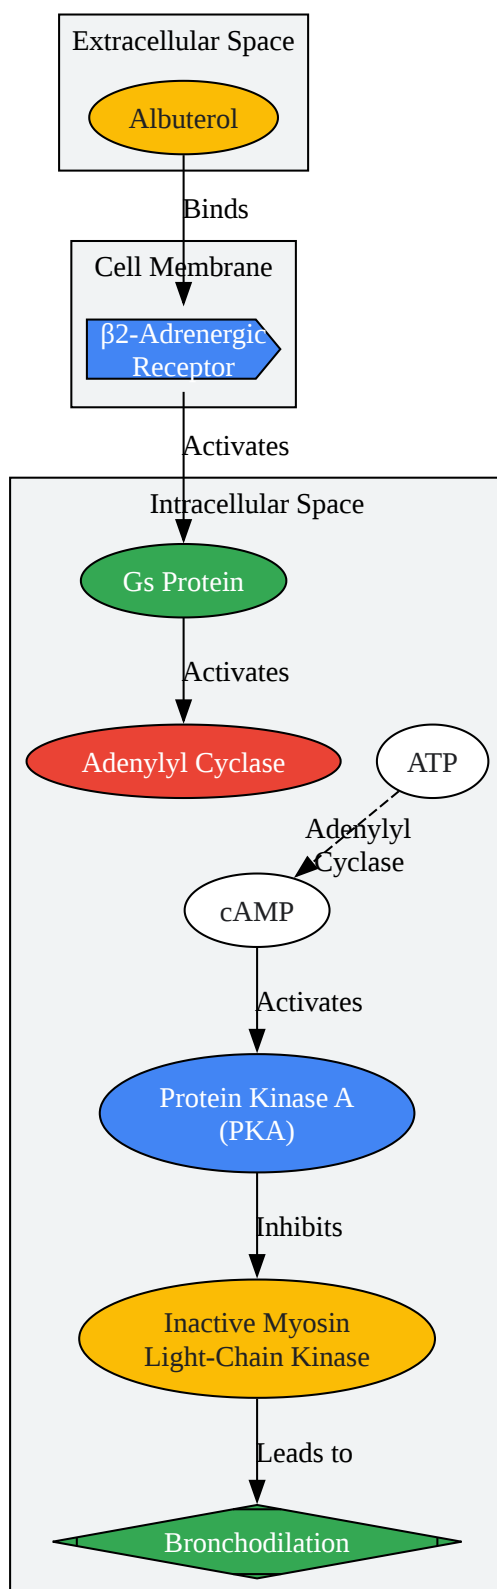 Extracellular Space
Albuterol
Binds
Cell Membrane
β2-Adrenergic
Receptor
Activates
Intracellular Space
Gs Protein
Activates
Adenylyl Cyclase
ATP
Adenylyl
Cyclase
cAMP
Activates
Protein Kinase A
(PKA)
Inhibits
Inactive Myosin
Light-Chain Kinase
Leads to
Bronchodilation